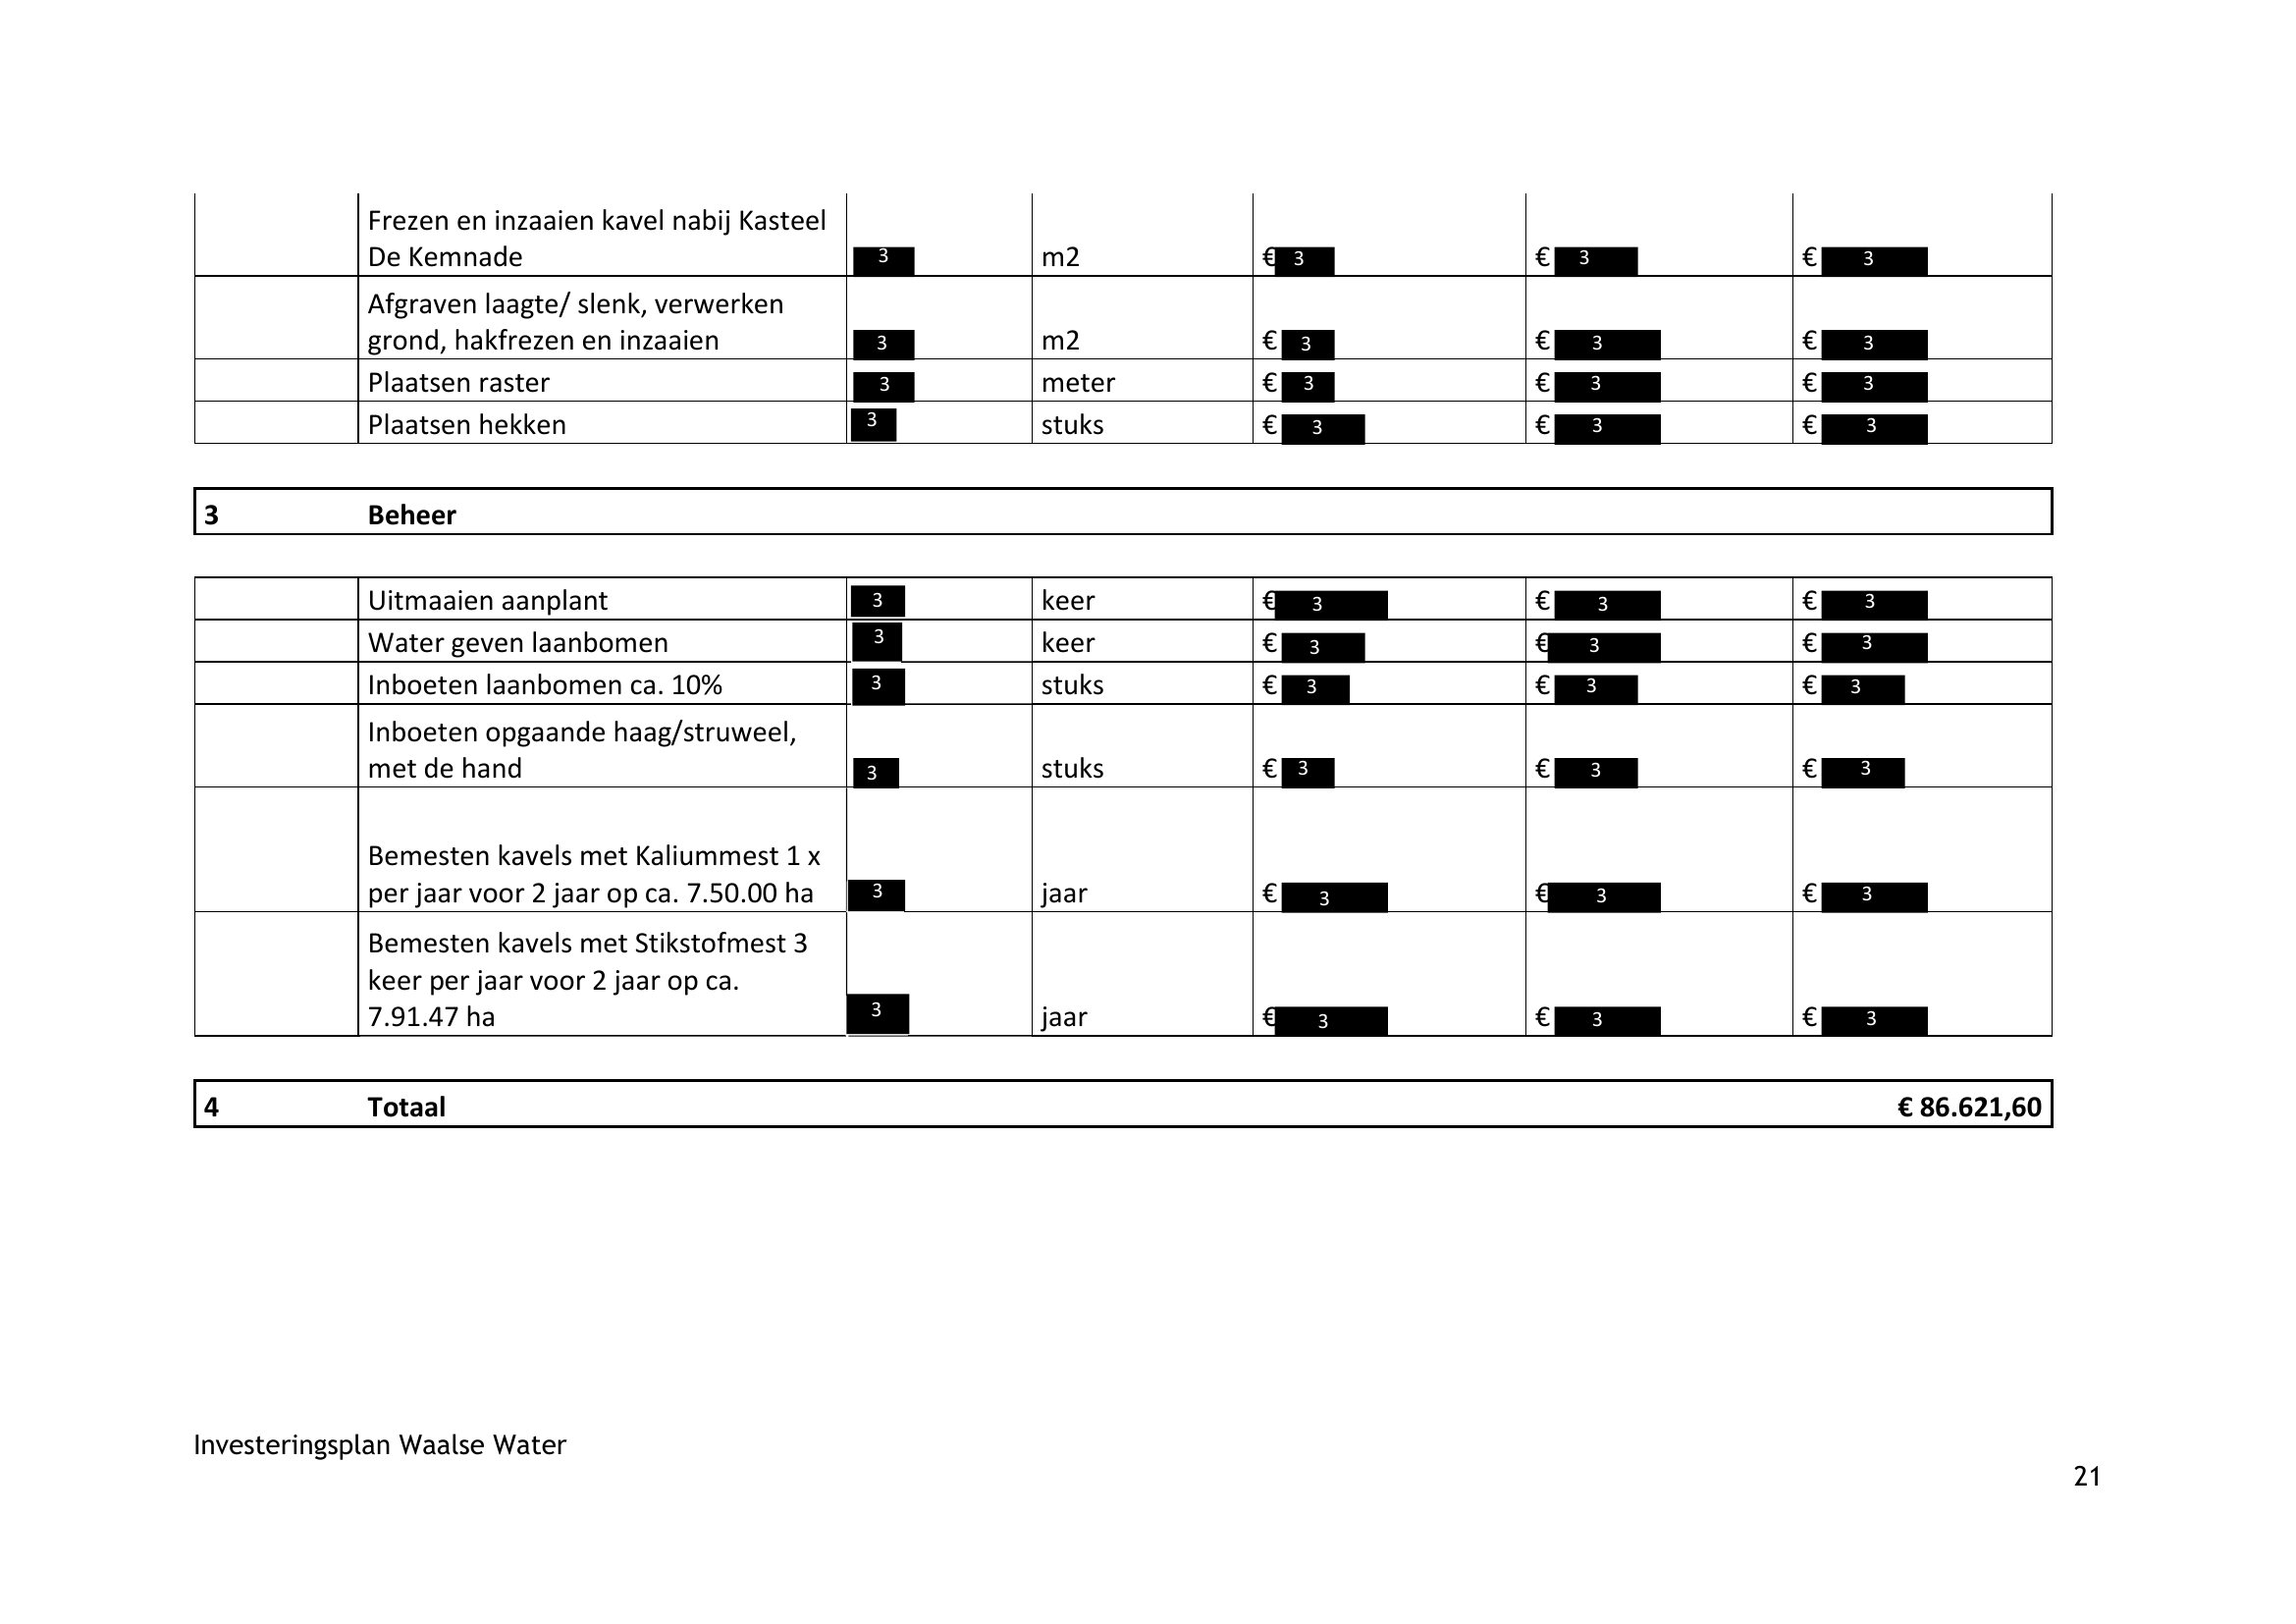 Frezen en inzaaien kavel nabij Kasteel
De Kemnade 3 m2 € 3 € 3 € 3
Afgraven laagte/ slenk, verwerken
grond, hakfrezen en inzaaien 3 m2 € 3 € 3 € 3
Plaatsen raster 3 meter € 3 € 3 € 3
Plaatsen hekken 3 stuks € 3 € 3 € 3
3 Beheer
Uitmaaien aanplant 3 keer € 3 € 3 € 3
Water geven laanbomen 3 keer € 3 € 3 € 3
Inboeten laanbomen ca. 10% 3 stuks € 3 € 3 € 3
Inboeten opgaande haag/struweel,
met de hand 3 stuks € 3 € 3 € 3
Bemesten kavels met Kaliummest 1 x
per jaar voor 2 jaar op ca. 7.50.00 ha 3 jaar € 3 € 3 € 3
Bemesten kavels met Stikstofmest 3
keer per jaar voor 2 jaar op ca.
7.91.47 ha 3 jaar € 3 € 3 € 3
4 Totaal € 86.621,60
Investeringsplan Waalse Water
21